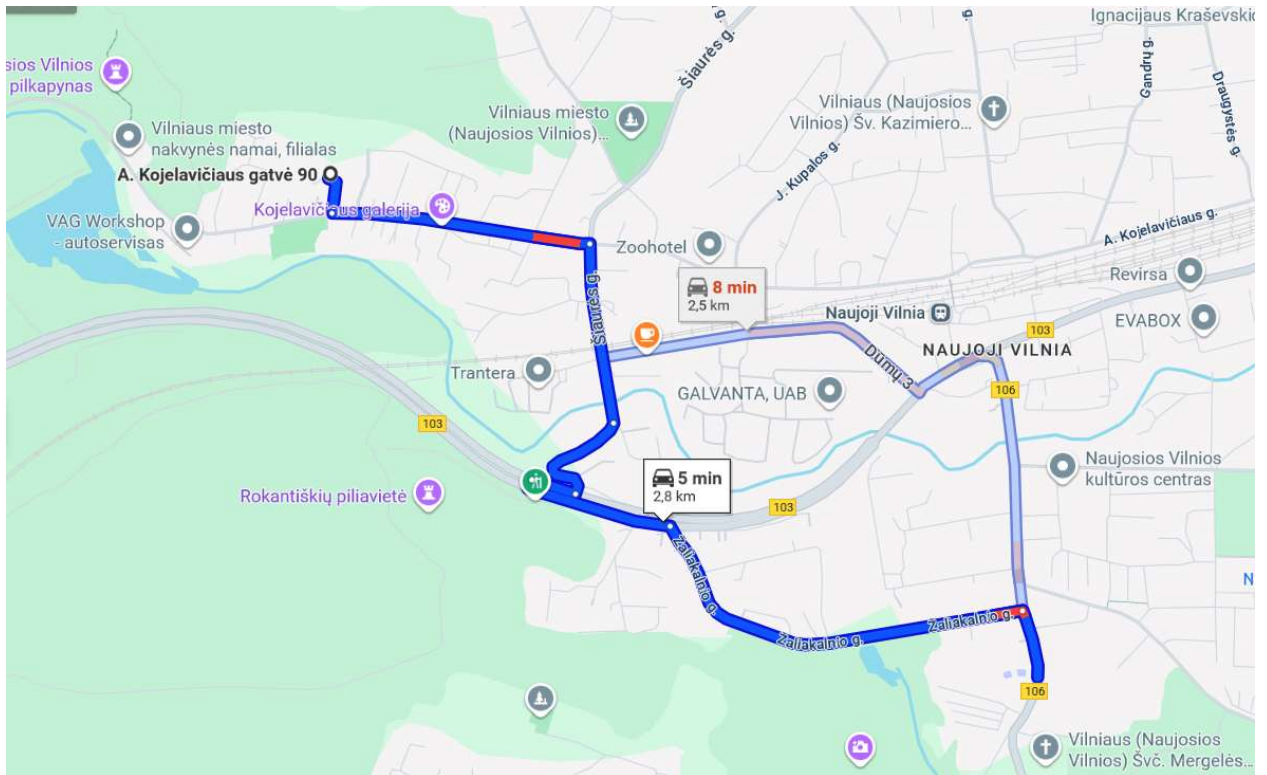 Ignacijaus Kraševskio
sios Vilnios
pilkapynas
Šiaurės g.
Gandrų g.
Draugystės g.
Vilniaus miesto
(Naujosios Vilnios)...
Vilniaus (Naujosios
Vilnios) Šv. Kazimiero...
Vilniaus miesto
nakvynės namai, filialas
J. Kupalos g.
A. Kojelavičiaus gatvė 90
Kojelavičiaus galerija
VAG Workshop
- autoservisas
Zoohotel
A. Kojelavičiaus g.
Revirsa
8 min
2,5 km
Šiaurės g.
Naujoji Vilnia
EVABOX
103
NAUJOJI VILNIA
Dūmų
Trantera
GALVANTA, UAB
106
103
Naujosios Vilnios
kultūros centras
5 min
2,8 km
Rokantiškių piliavietė
103
Žaliakalnio g.
N
Žaliakalnio g.
Žaliakalnio g.
106
Vilniaus (Naujosios
Vilnios) Švč. Mergelės...